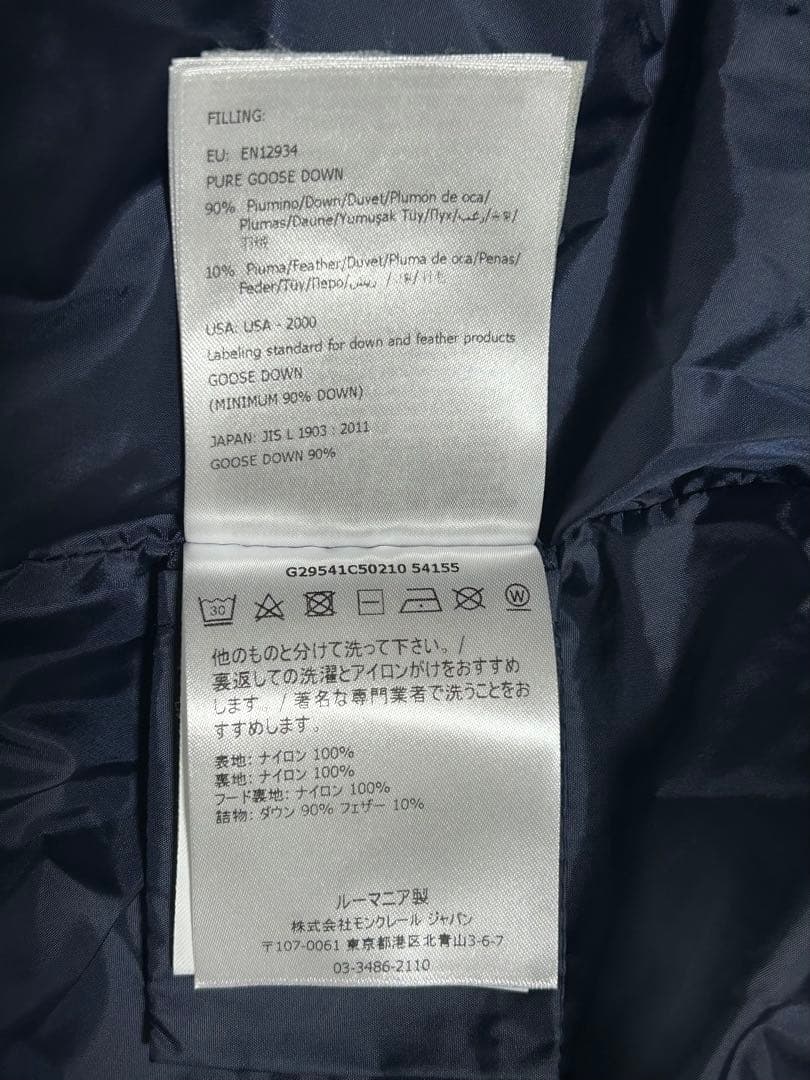 FILLING:
EU: EN12934
PURE GOOSE DOWN
90% Piumino/Down/Duvet/Plumón de oca/
Plumas/Daune/Yumuşak Tüy/Пух/زغب/
羽绒
10% Piuma/Feather/Duvet/Pluma de oca/Penas/
Feder/Tüy/Перо/ريش/
USA: USA - 2000
Labeling standard for down and feather products
GOOSE DOWN
(MINIMUM 90% DOWN)
JAPAN: JIS L 1903 : 2011
GOOSE DOWN 90%
G29541C50210 54155
30 W
他のものと分けて洗って下さい。/
裏返しての洗濯とアイロンがけをおすすめ
します。/ 著名な専門業者で洗うことをお
すすめします。
表地: ナイロン 100%
裏地: ナイロン 100%
フード裏地: ナイロン 100%
詰物: ダウン 90% フェザー 10%
ルーマニア製
株式会社モンクレール ジャパン
〒107-0061 東京都港区北青山3-6-7
03-3486-2110